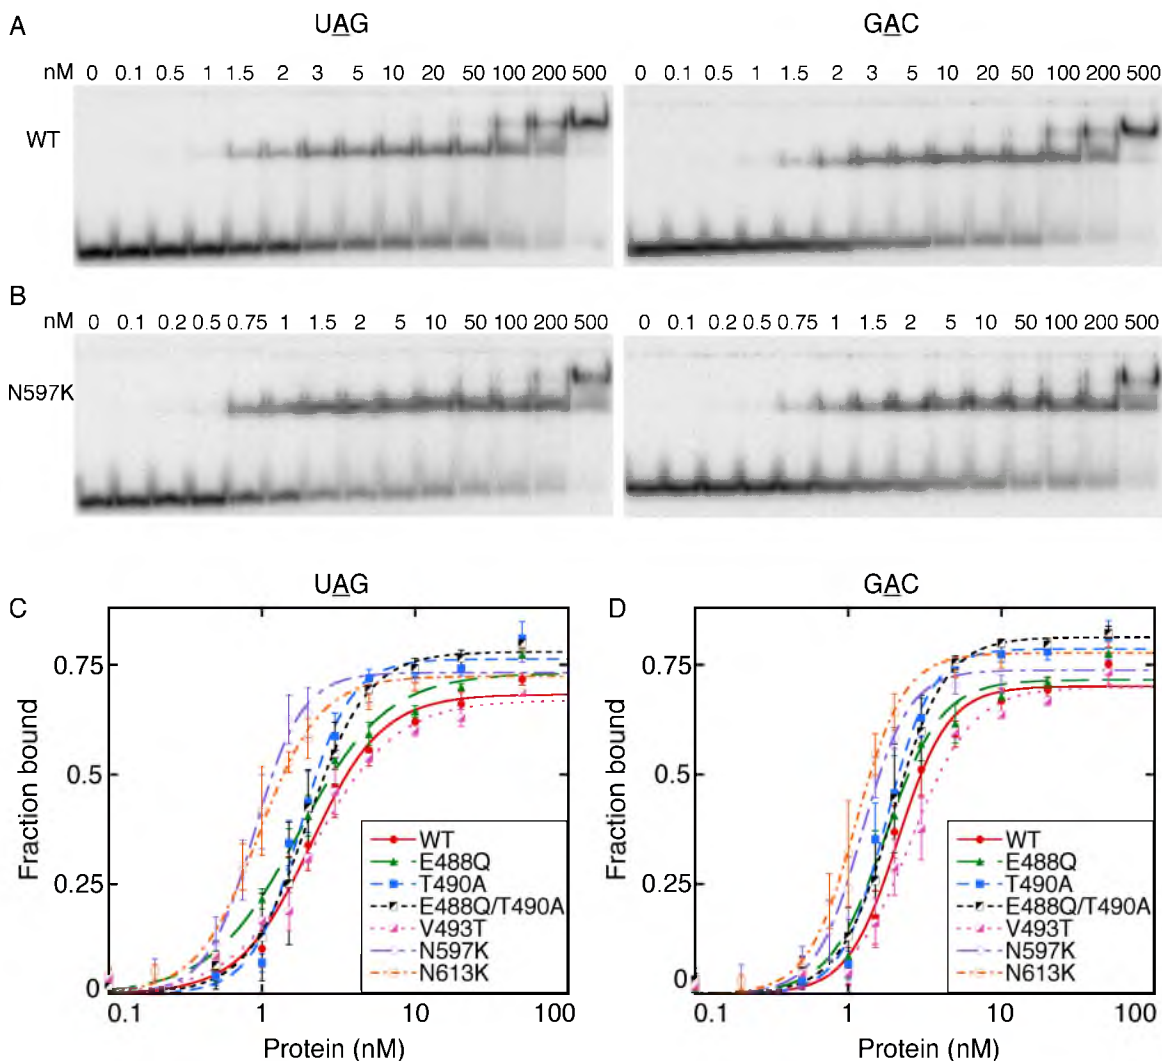 A UAG GAC
nM 0 0.1 0.5 1 1.5 2 3 5 10 20 50 100 200 500 0 0.1 0.5 1 1.5 2 3 5 10 20 50 100 200 500
WT
B
nM 0 0.1 0.2 0.5 0.75 1 1.5 2 5 10 50 100 200 500 0 0.1 0.2 0.5 0.75 1 1.5 2 5 10 50 100 200 500
N597K
C UAG
Fraction bound
0.75
0.5
0.25
0
0.1 1 10 100
Protein (nM)
WT
E488Q
T490A
E488Q/T490A
V493T
N597K
N613K
D GAC
Fraction bound
0.75
0.5
0.25
0
0.1 1 10 100
Protein (nM)
WT
E488Q
T490A
E488Q/T490A
V493T
N597K
N613K